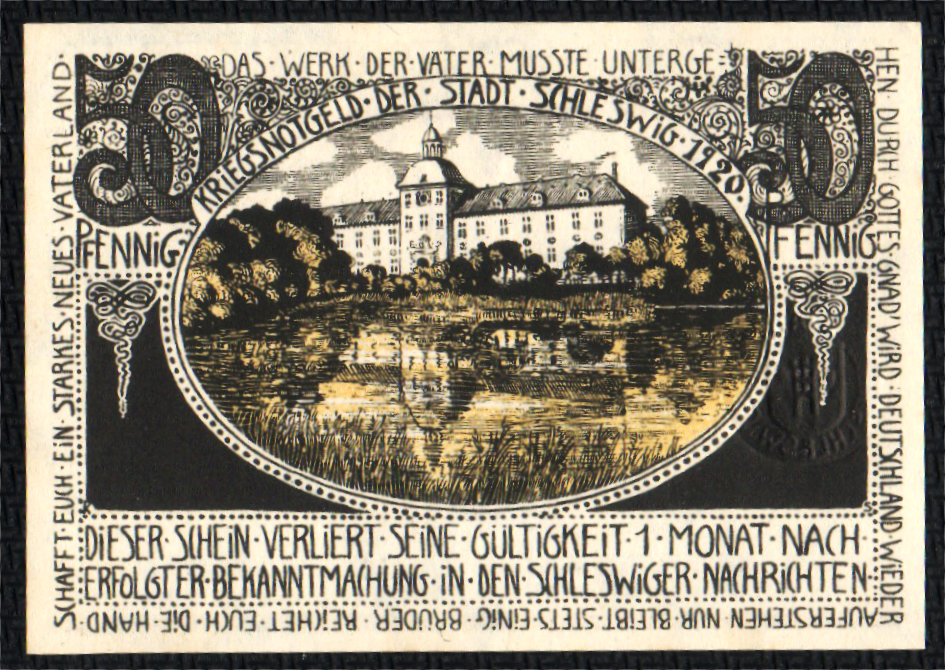 DAS·WERK·DER·VÄTER·MUSSTE·UNTERGE=
HEN·DURCH·GOTTES·GNAD'WIRD·DEUTSCHLAND·WIEDER
AUFERSTEHEN·NUR·BLEIBT·STETS·EINIG·BRÜDER·REICHET·EUCH·DIE·HAND
SCHAFFT·EUCH·EIN·STARKES·NEUES·VATERLAND·
50
PFENNIG
KRIEGSNOTGELD·DER·STADT·SCHLESWIG·1920
50
PFENNIG
DIESER·SCHEIN·VERLIERT·SEINE·GÜLTIGKEIT·1·MONAT·NACH·
ERFOLGTER·BEKANNTMACHUNG·IN·DEN·SCHLESWIGER·NACHRICHTEN·